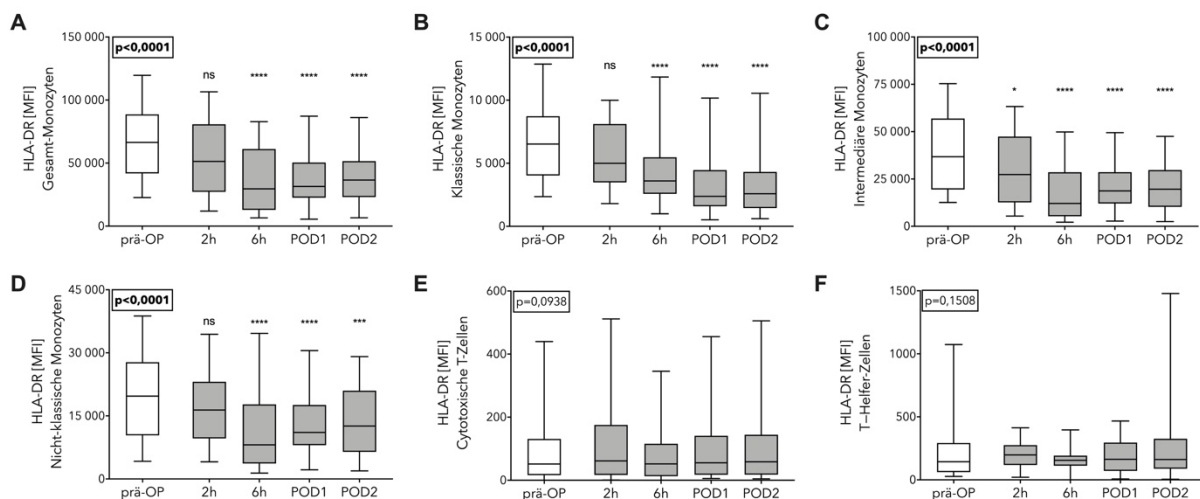 A
HLA-DR [MFI]
Gesamt-Monozyten
150 000
100 000
50 000
0
p<0,0001
ns
****
****
****
prä-OP
2h
6h
POD1
POD2
B
HLA-DR [MFI]
Klassische Monozyten
15 000
10 000
5 000
0
p<0,0001
ns
****
****
****
prä-OP
2h
6h
POD1
POD2
C
HLA-DR [MFI]
Intermediäre Monozyten
100 000
75 000
50 000
25 000
0
p<0,0001
*
****
****
****
prä-OP
2h
6h
POD1
POD2
D
HLA-DR [MFI]
Nicht-klassische Monozyten
45 000
30 000
15 000
0
p<0,0001
ns
****
****
***
prä-OP
2h
6h
POD1
POD2
E
HLA-DR [MFI]
Cytotoxische T-Zellen
600
400
200
0
p=0,0938
prä-OP
2h
6h
POD1
POD2
F
HLA-DR [MFI]
T–Helfer-Zellen
1500
1000
500
0
p=0,1508
prä-OP
2h
6h
POD1
POD2